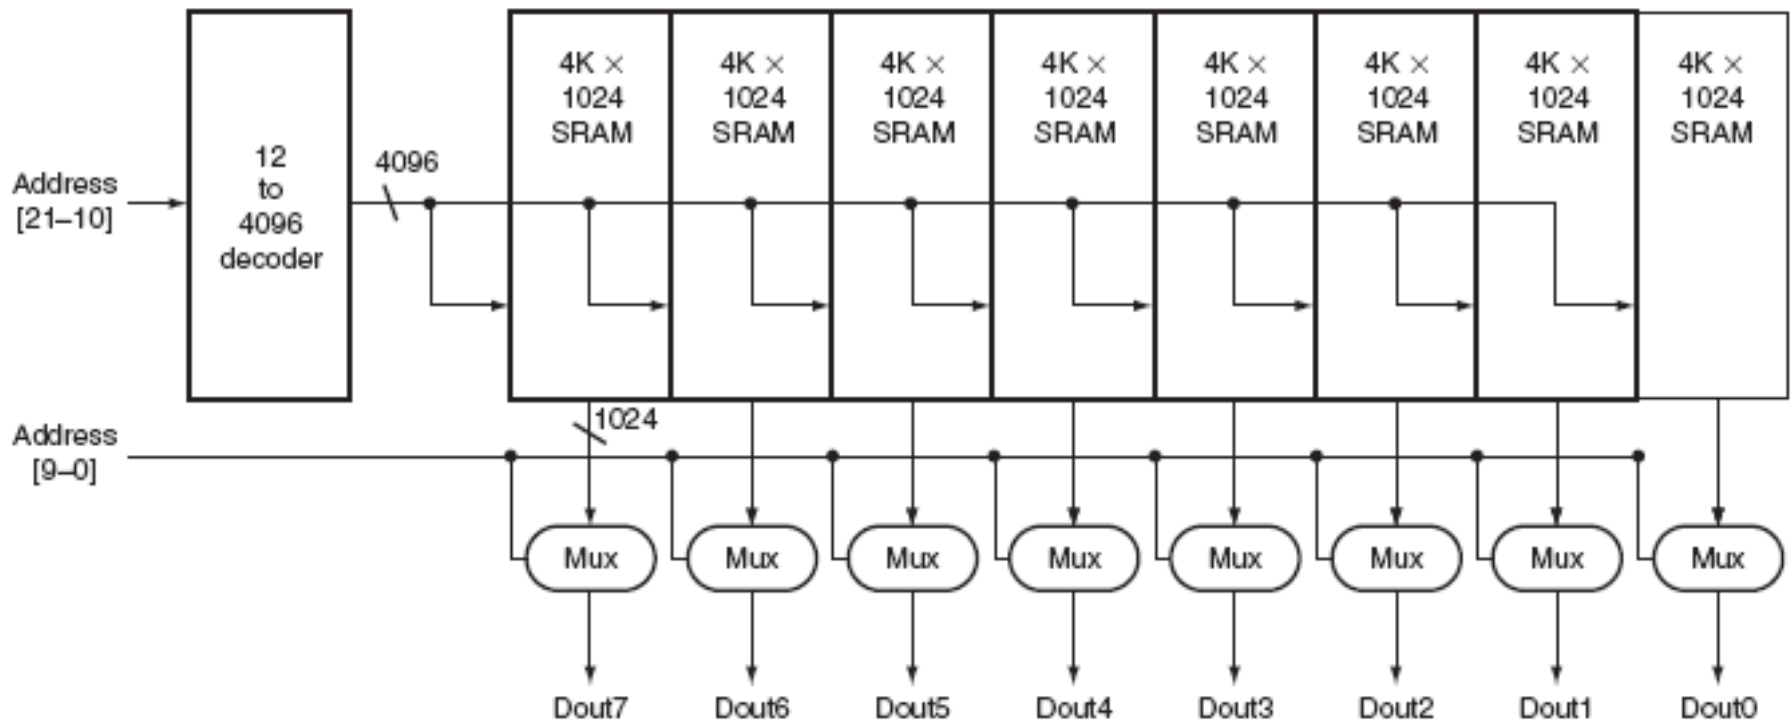 4K × 4K × 4K × 4K × 4K × 4K × 4K × 4K ×
1024 1024 1024 1024 1024 1024 1024 1024
SRAM SRAM SRAM SRAM SRAM SRAM SRAM SRAM
Address
[21–10]
12
to
4096
decoder
4096
1024
Address
[9–0]
Mux Mux Mux Mux Mux Mux Mux Mux
Dout7 Dout6 Dout5 Dout4 Dout3 Dout2 Dout1 Dout0